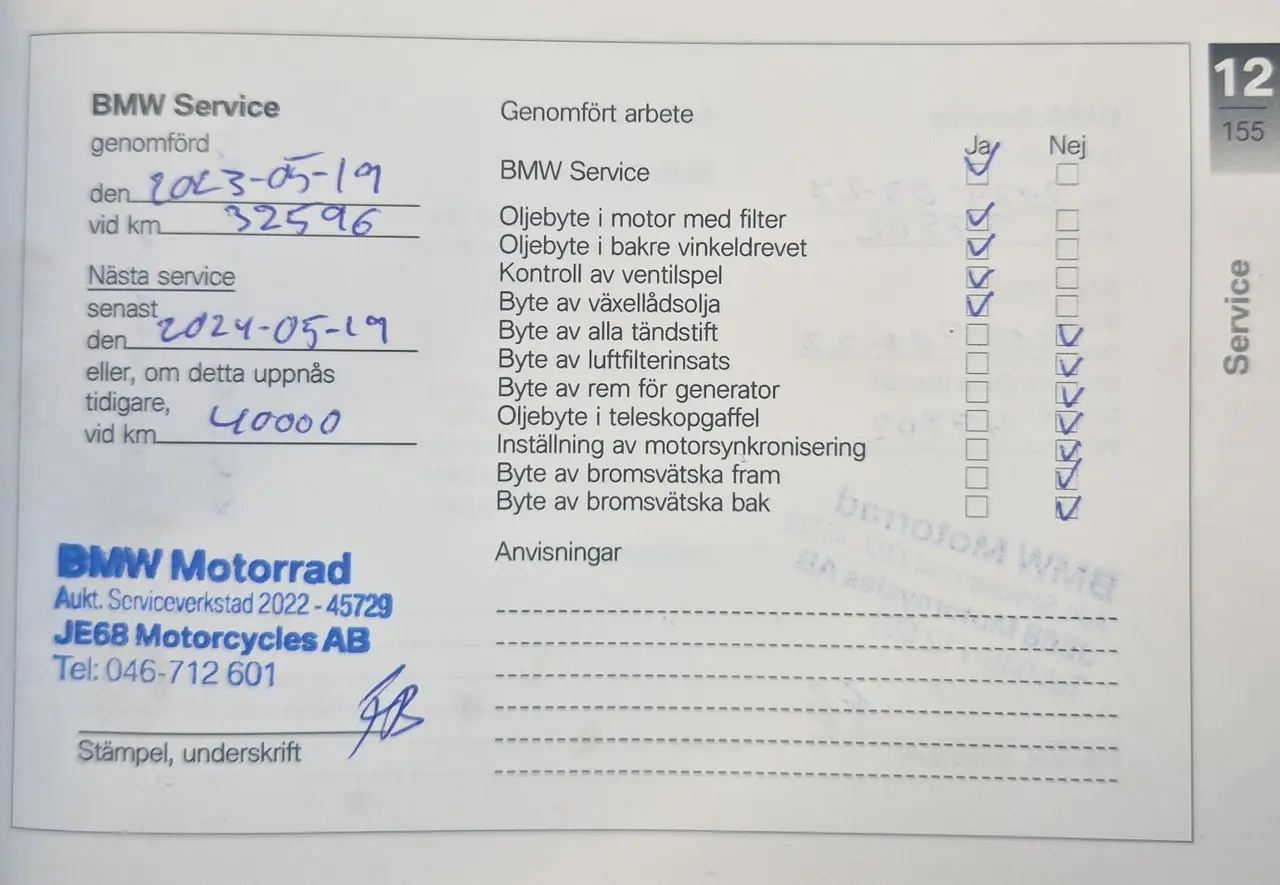 BMW Service
genomförd
den 2023-05-19
vid km 32596
Nästa service
senast
den 2024-05-19
eller, om detta uppnås
tidigare,
vid km 40000
BMW Motorrad
Aukt. Serviceverkstad 2022 - 45729
JE68 Motorcycles AB
Tel: 046-712 601
Stämpel, underskrift
Genomfört arbete
Ja Nej
BMW Service
Oljebyte i motor med filter
Oljebyte i bakre vinkeldrevet
Kontroll av ventilspel
Byte av växellådsolja
Byte av alla tändstift
Byte av luftfilterinsats
Byte av rem för generator
Oljebyte i teleskopgaffel
Inställning av motorsynkronisering
Byte av bromsvätska fram
Byte av bromsvätska bak
Anvisningar
12
155
Service